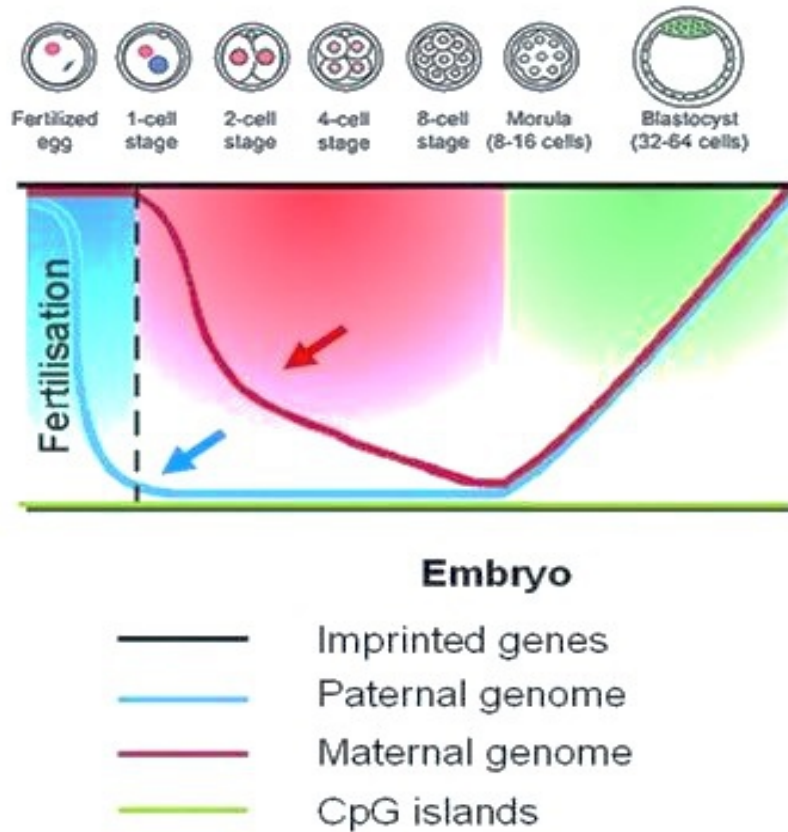 Fertilized
egg
1-cell
stage
2-cell
stage
4-cell
stage
8-cell
stage
Morula
(8-16 cells)
Blastocyst
(32-64 cells)
Fertilisation
Embryo
Imprinted genes
Paternal genome
Maternal genome
CpG islands